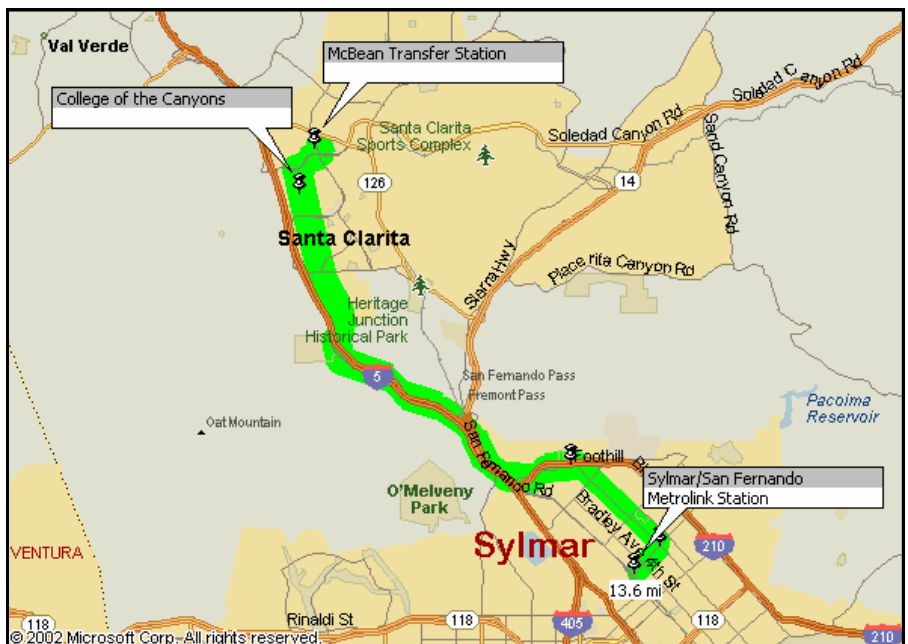 Val Verde
McBean Transfer Station
College of the Canyons
Soledad Canyon Rd
Soledad Canyon Rd
Sand Canyon Rd
Santa Clarita
Sports Complex
126
14
Santa Clarita
Placerita Canyon Rd
Sierra Hwy
Heritage
Junction
Historical Park
5
San Fernando Pass
Fremont Pass
Pacoima
Reservoir
Oat Mountain
San Fernando Rd
Foothill
Sylmar/San Fernando
Metrolink Station
O'Melveny
Park
Bradley Ave
4th St
Sylmar
210
VENTURA
13.6 mi
Rinaldi St
118
118
405
118
210
© 2002 Microsoft Corp. All rights reserved.